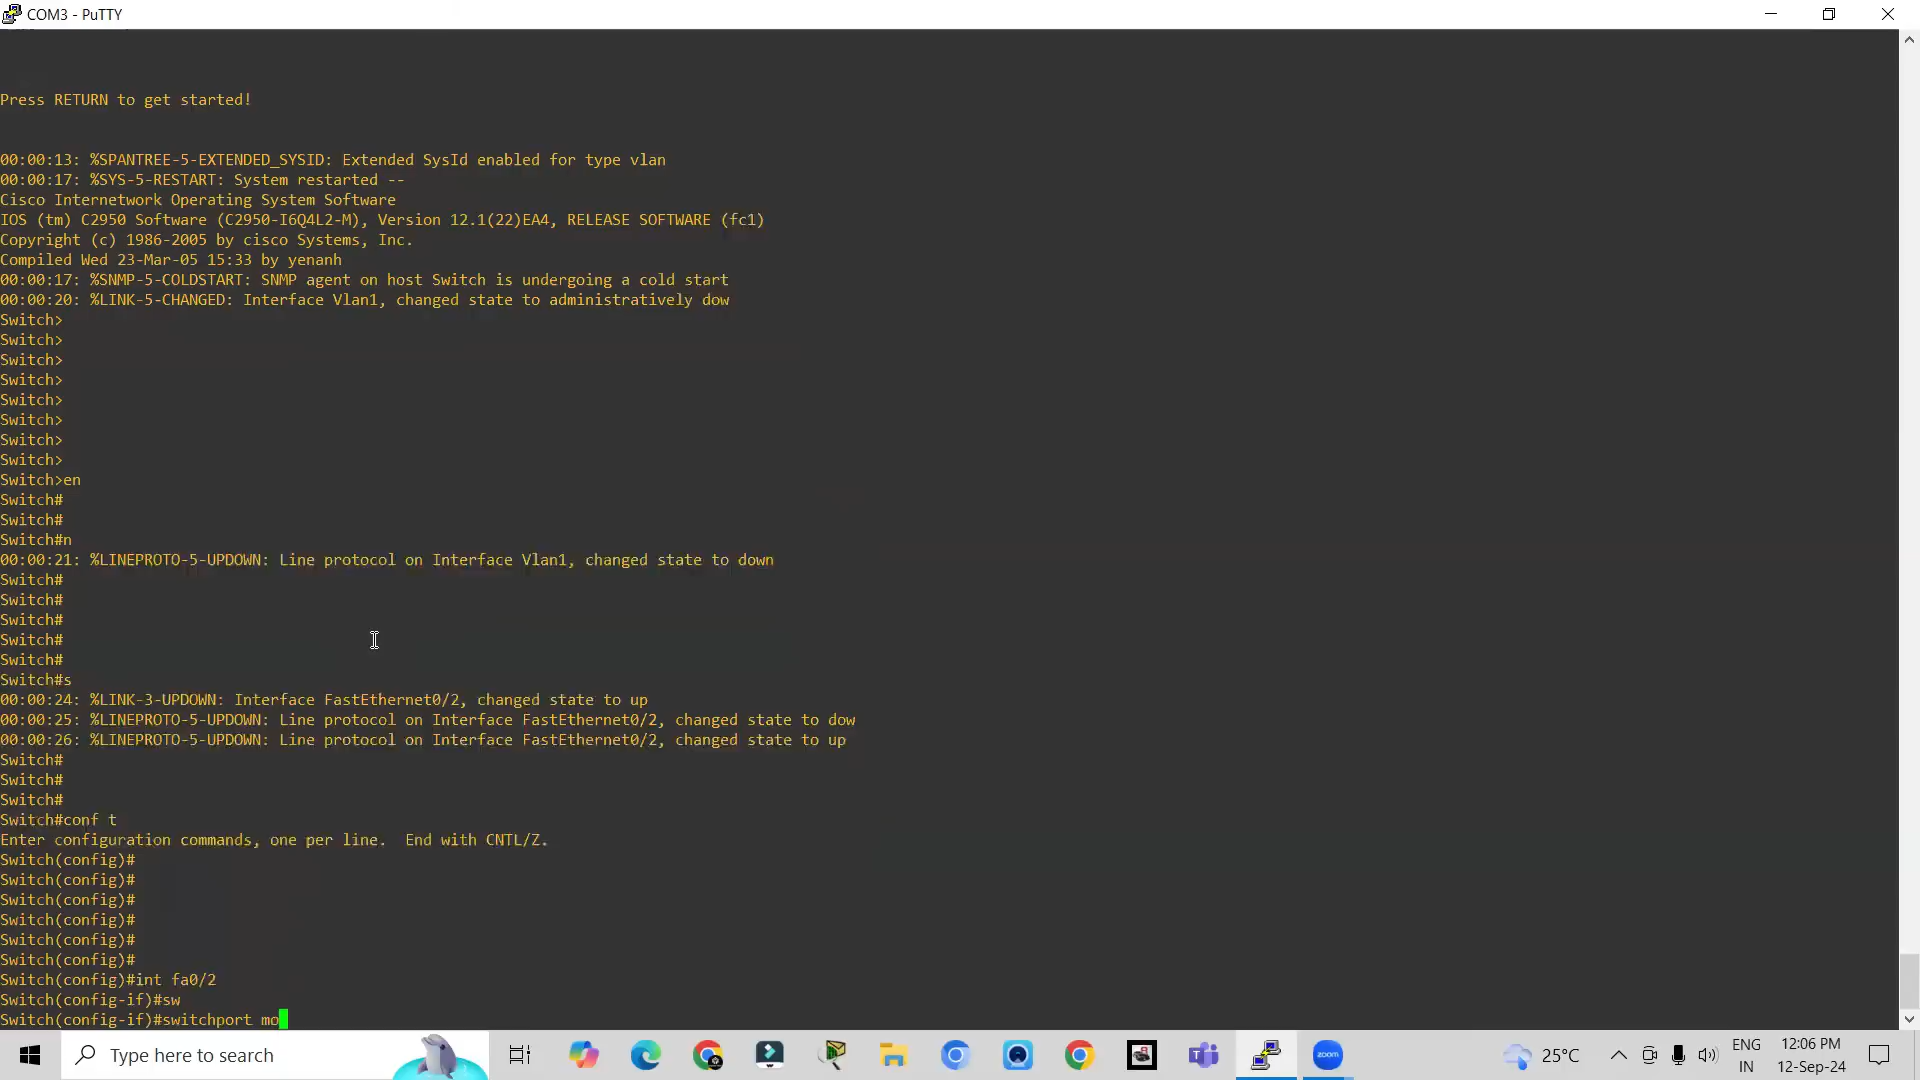 COM3 - PuTTY
Press RETURN to get started!
00:00:13: %SPANTREE-5-EXTENDED_SYSID: Extended SysId enabled for type vlan
00:00:17: %SYS-5-RESTART: System restarted --
Cisco Internetwork Operating System Software
IOS (tm) C2950 Software (C2950-I6Q4L2-M), Version 12.1(22)EA4, RELEASE SOFTWARE (fc1)
Copyright (c) 1986-2005 by cisco Systems, Inc.
Compiled Wed 23-Mar-05 15:33 by yenanh
00:00:17: %SNMP-5-COLDSTART: SNMP agent on host Switch is undergoing a cold start
00:00:20: %LINK-5-CHANGED: Interface Vlan1, changed state to administratively dow
Switch>
Switch>
Switch>
Switch>
Switch>
Switch>
Switch>
Switch>
Switch>en
Switch#
Switch#
Switch#n
00:00:21: %LINEPROTO-5-UPDOWN: Line protocol on Interface Vlan1, changed state to down
Switch#
Switch#
Switch#
Switch#
Switch#
Switch#s
00:00:24: %LINK-3-UPDOWN: Interface FastEthernet0/2, changed state to up
00:00:25: %LINEPROTO-5-UPDOWN: Line protocol on Interface FastEthernet0/2, changed state to dow
00:00:26: %LINEPROTO-5-UPDOWN: Line protocol on Interface FastEthernet0/2, changed state to up
Switch#
Switch#
Switch#
Switch#conf t
Enter configuration commands, one per line.  End with CNTL/Z.
Switch(config)#
Switch(config)#
Switch(config)#
Switch(config)#
Switch(config)#
Switch(config)#
Switch(config)#int fa0/2
Switch(config-if)#sw
Switch(config-if)#switchport mo
Type here to search
zoom
25°C
ENG
IN
12:06 PM
12-Sep-24